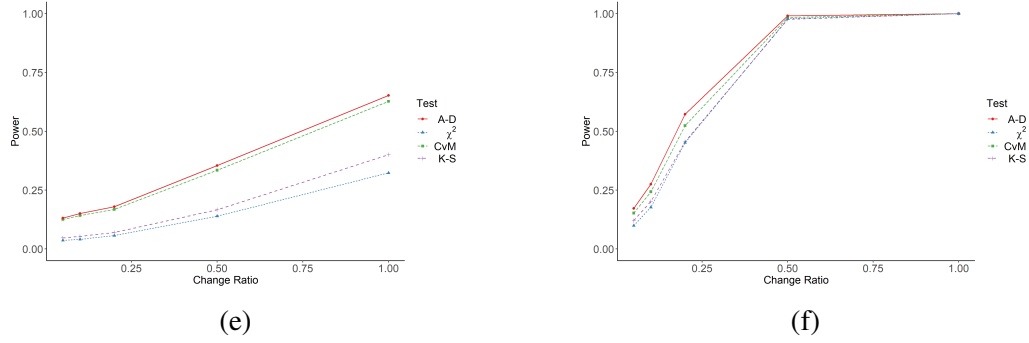 1.00
0.75
0.50
0.25
0.00
Power
0.25 0.50 0.75 1.00
Change Ratio
Test
A-D
χ²
CvM
K-S
(e)
1.00
0.75
0.50
0.25
0.00
Power
0.25 0.50 0.75 1.00
Change Ratio
Test
A-D
χ²
CvM
K-S
(f)